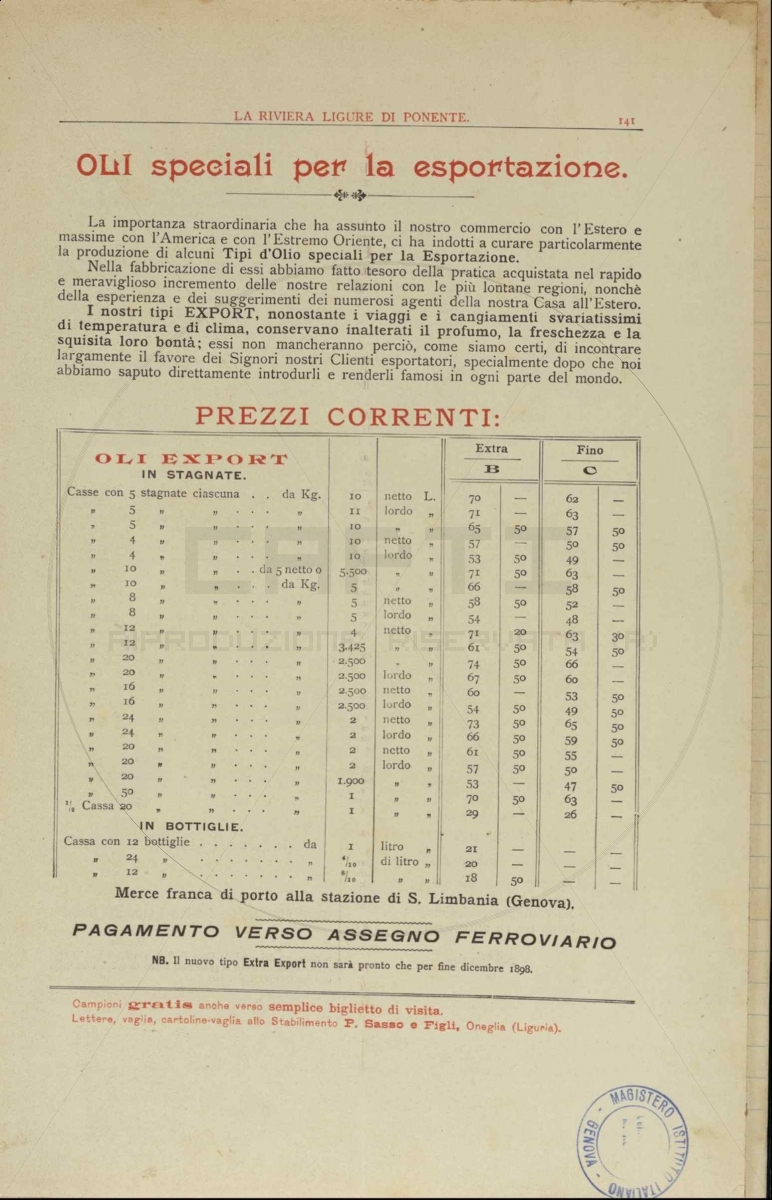 LA RIVIERA LIGURE DI PONENTE. 141
OLI speciali per la esportazione.
La importanza straordinaria che ha assunto il nostro commercio con l'Estero e
massime con l'America e con l'Estremo Oriente, ci ha indotti a curare particolarmente
la produzione di alcuni Tipi d'Olio speciali per la Esportazione.
Nella fabbricazione di essi abbiamo fatto tesoro della pratica acquistata nel rapido
e meraviglioso incremento delle nostre relazioni con le più lontane regioni, nonchè
della esperienza e dei suggerimenti dei numerosi agenti della nostra Casa all'Estero.
I nostri tipi EXPORT, nonostante i viaggi e i cangiamenti svariatissimi
di temperatura e di clima, conservano inalterati il profumo, la freschezza e la
squisita loro bontà; essi non mancheranno perciò, come siamo certi, di incontrare
largamente il favore dei Signori nostri Clienti esportatori, specialmente dopo che noi
abbiamo saputo direttamente introdurli e renderli famosi in ogni parte del mondo.
PREZZI CORRENTI:
OLI EXPORT Extra B Fino C
IN STAGNATE.
Casse con 5 stagnate ciascuna . . da Kg. 10 netto L. 70 — 62 —
„ 5 „ „ . . . „ 11 lordo „ 71 — 63 —
„ 5 „ „ . . . „ 10 „ „ 65 50 57 50
„ 4 „ „ . . . „ 10 netto „ 57 — 50 50
„ 4 „ „ . . . „ 10 lordo „ 53 50 49 —
„ 10 „ „ . . da 5 netto o 5.500 „ „ 71 50 63 —
„ 10 „ „ . . . da Kg. 5 „ „ 66 — 58 50
„ 8 „ „ . . . „ 5 netto „ 58 50 52 —
„ 8 „ „ . . . „ 5 lordo „ 54 — 48 —
„ 12 „ „ . . . „ 4 netto „ 71 20 63 30
„ 12 „ „ . . . „ 3.425 „ „ 61 50 54 50
„ 20 „ „ . . . „ 2.500 „ „ 74 50 66 —
„ 20 „ „ . . . „ 2.500 lordo „ 67 50 60 —
„ 16 „ „ . . . „ 2.500 netto „ 60 — 53 50
„ 16 „ „ . . . „ 2.500 lordo „ 54 50 49 50
„ 24 „ „ . . . „ 2 netto „ 73 50 65 50
„ 24 „ „ . . . „ 2 lordo „ 66 50 59 50
„ 20 „ „ . . . „ 2 netto „ 61 50 55 —
„ 20 „ „ . . . „ 2 lordo „ 57 50 50 —
„ 20 „ „ . . . „ 1.900 „ „ 53 — 47 50
„ 50 „ „ . . . „ 1 „ „ 70 50 63 —
1/2 Cassa 20 „ „ . . . „ 1 „ „ 29 — 26 —
IN BOTTIGLIE.
Cassa con 12 bottiglie . . . . . . . da 1 litro „ 21 — — —
„ 24 „ . . . . . . . „ 4/10 di litro „ 20 — — —
„ 12 „ . . . . . . . „ 8/10 „ „ 18 50 — —
Merce franca di porto alla stazione di S. Limbania (Genova).
PAGAMENTO VERSO ASSEGNO FERROVIARIO
NB. Il nuovo tipo Extra Export non sarà pronto che per fine dicembre 1898.
Campioni gratis anche verso semplice biglietto di visita.
Lettere, vaglia, cartoline-vaglia allo Stabilimento P. Sasso e Figli, Oneglia (Liguria).
MAGISTERO ISTITUTO ITALIANO - GENOVA -